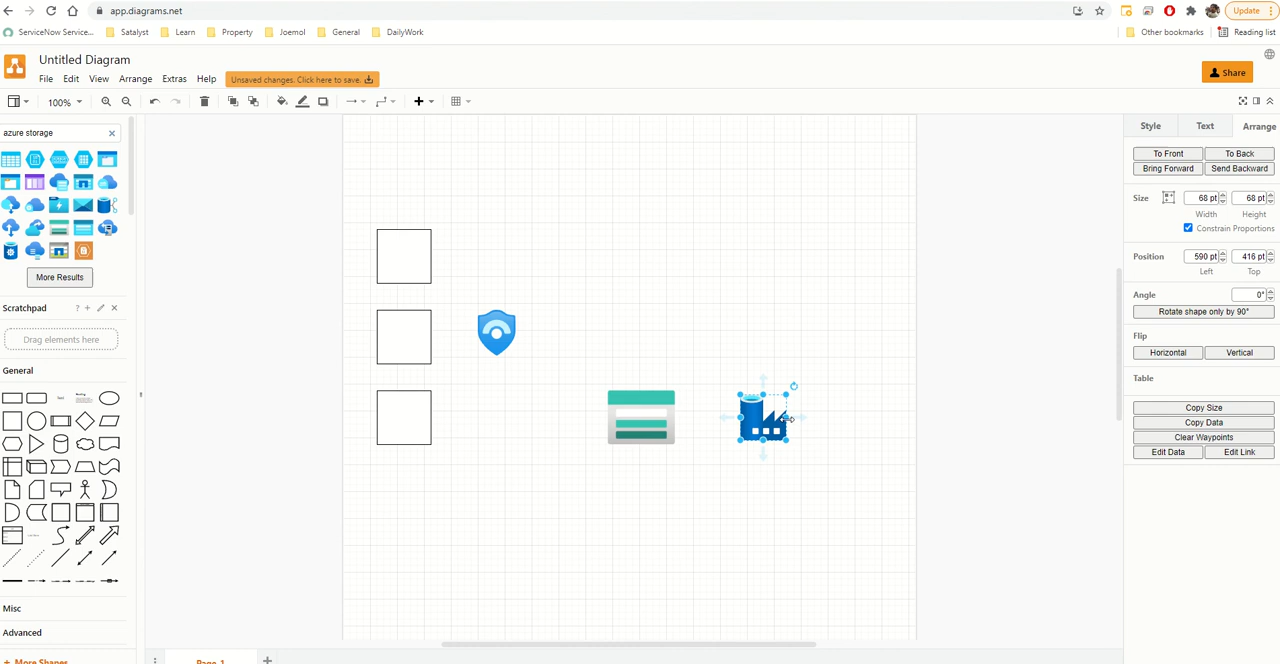 app.diagrams.net
Update
ServiceNow Service...
Satalyst
Learn
Property
Joemol
General
DailyWork
Other bookmarks
Reading list
Untitled Diagram
File
Edit
View
Arrange
Extras
Help
Unsaved changes. Click here to save.
Share
100%
azure storage
More Results
Scratchpad
?
Drag elements here
General
Text
Heading
Misc
Advanced
+ More Shapes
Page-1
Style
Text
Arrange
To Front
To Back
Bring Forward
Send Backward
Size
68 pt
68 pt
Width
Height
Constrain Proportions
Position
590 pt
416 pt
Left
Top
Angle
0°
Rotate shape only by 90°
Flip
Horizontal
Vertical
Table
Copy Size
Copy Data
Clear Waypoints
Edit Data
Edit Link